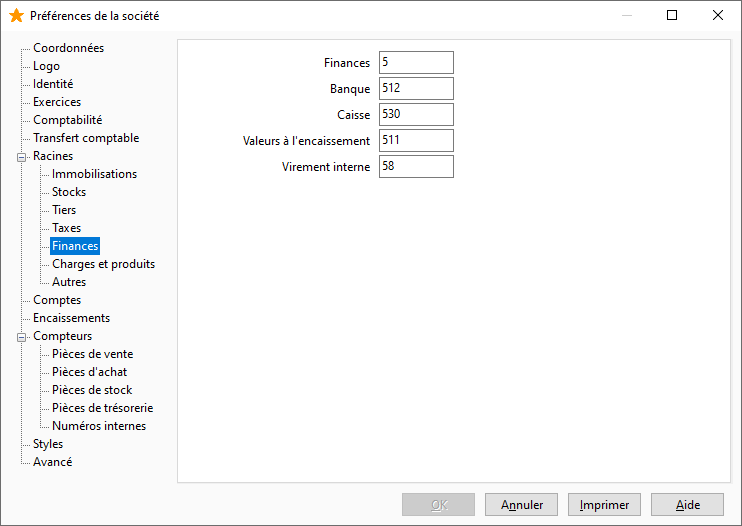 Préférences de la société
Coordonnées
Logo
Identité
Exercices
Comptabilité
Transfert comptable
Racines
Immobilisations
Stocks
Tiers
Taxes
Finances
Charges et produits
Autres
Comptes
Encaissements
Compteurs
Pièces de vente
Pièces d'achat
Pièces de stock
Pièces de trésorerie
Numéros internes
Styles
Avancé
Finances 5
Banque 512
Caisse 530
Valeurs à l'encaissement 511
Virement interne 58
OK Annuler Imprimer Aide